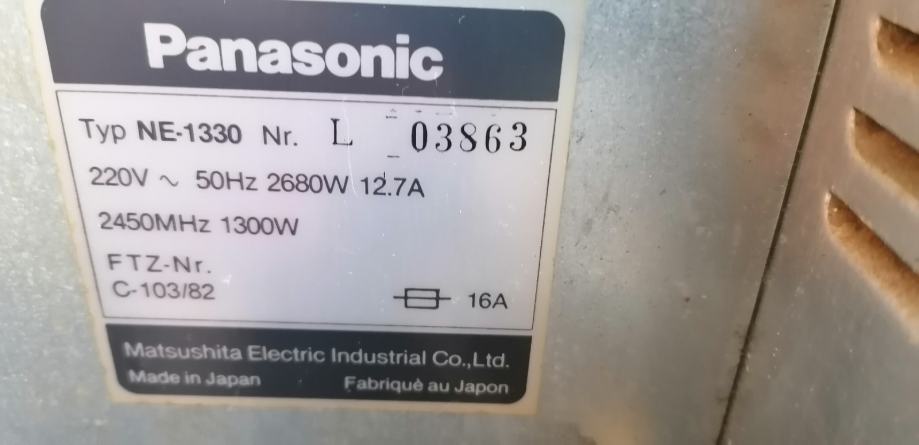 Panasonic
Typ NE-1330 Nr. L 03863
220V ~ 50Hz 2680W 12.7A
2450MHz 1300W
FTZ-Nr.
C-103/82
16A
Matsushita Electric Industrial Co.,Ltd.
Made in Japan Fabriqué au Japon